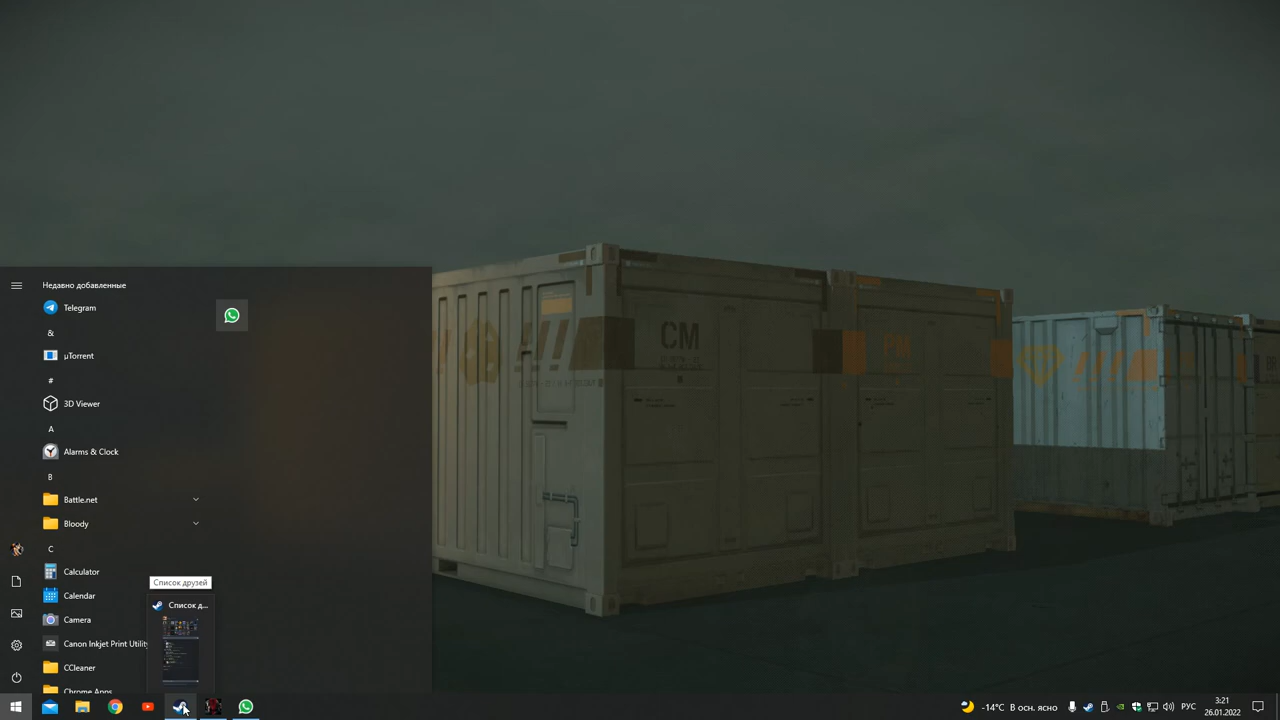 Недавно добавленные
Telegram
&
µTorrent
#
3D Viewer
A
Alarms & Clock
B
Battle.net
Bloody
C
Calculator
Calendar
Camera
Canon Inkjet Print Utility
CCleaner
Chrome Apps
Список друзей
Список д...
CM
PM
-14°C В осн. ясно
РУС
3:21
26.01.2022